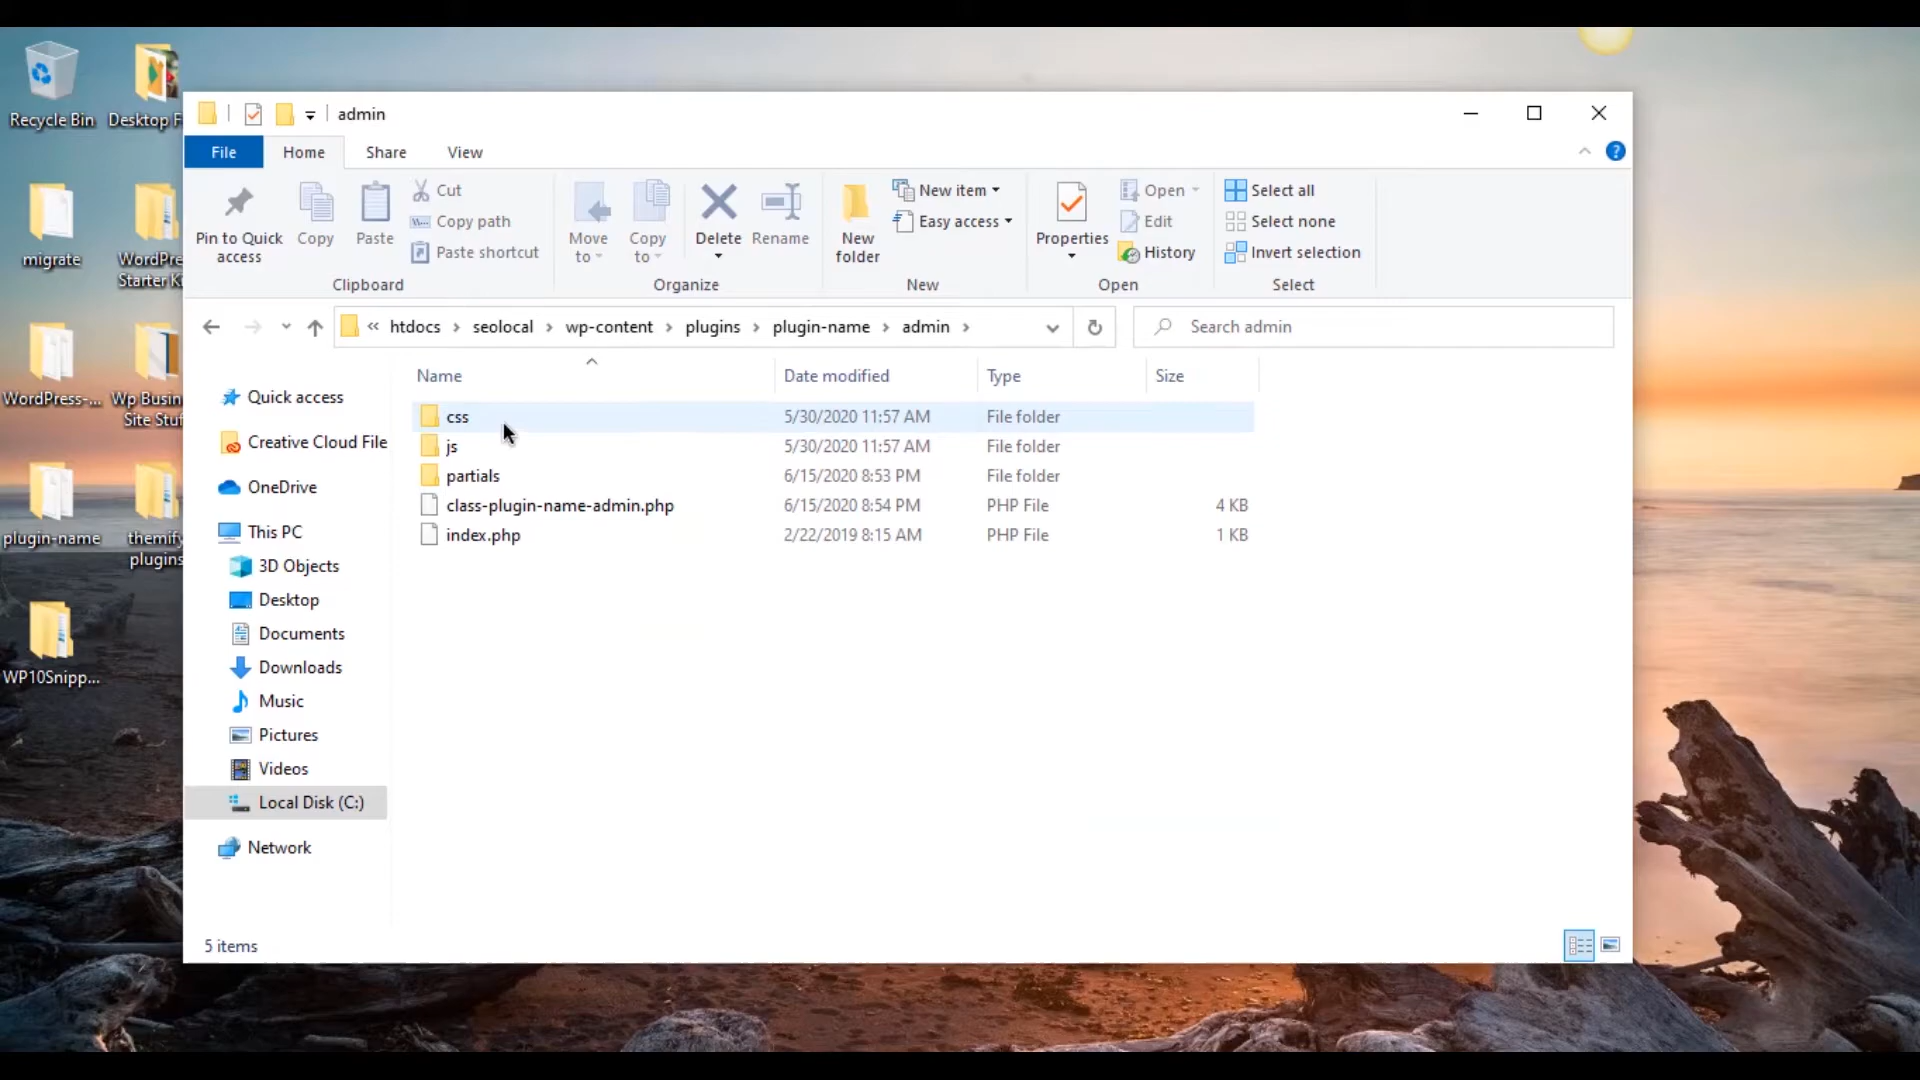 Recycle Bin
Desktop F
migrate
WordPre
Starter K
WordPress-...
Wp Busin
Site Stuf
plugin-name
themify
plugins
WP10Snipp...
admin
File
Home
Share
View
Pin to Quick
access
Copy
Paste
Cut
Copy path
Paste shortcut
Clipboard
Move
to
Copy
to
Delete
Rename
Organize
New
folder
New item
Easy access
New
Properties
Open
Edit
History
Open
Select all
Select none
Invert selection
Select
« htdocs > seolocal > wp-content > plugins > plugin-name > admin >
Search admin
Quick access
Creative Cloud File
OneDrive
This PC
3D Objects
Desktop
Documents
Downloads
Music
Pictures
Videos
Local Disk (C:)
Network
Name Date modified Type Size
css 5/30/2020 11:57 AM File folder
js 5/30/2020 11:57 AM File folder
partials 6/15/2020 8:53 PM File folder
class-plugin-name-admin.php 6/15/2020 8:54 PM PHP File 4 KB
index.php 2/22/2019 8:15 AM PHP File 1 KB
5 items